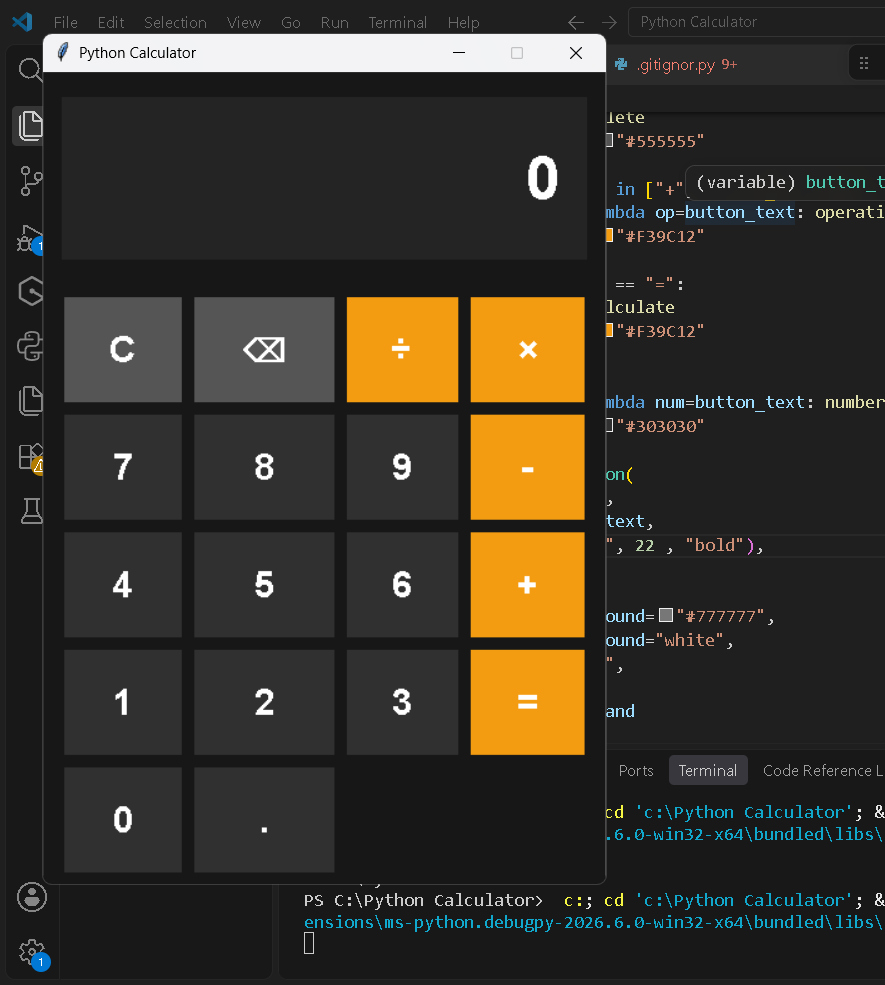 File Edit Selection View Go Run Terminal Help
Python Calculator
Python Calculator
.gitignor.py 9+
0
lete
"#555555"
in ["+"
(variable) button_t
mbda op=button_text: operati
"#F39C12"
== "=":
lculate
"#F39C12"
mbda num=button_text: number
"#303030"
on(
,
text,
", 22 , "bold"),
ound="#777777",
ound="white",
",
and
C ⌫ ÷ ×
7 8 9 -
4 5 6 +
1 2 3 =
0 .
1
1
Ports Terminal Code Reference L
cd 'c:\Python Calculator'; &
.6.0-win32-x64\bundled\libs\
PS C:\Python Calculator> c:; cd 'c:\Python Calculator'; &
ensions\ms-python.debugpy-2026.6.0-win32-x64\bundled\libs\